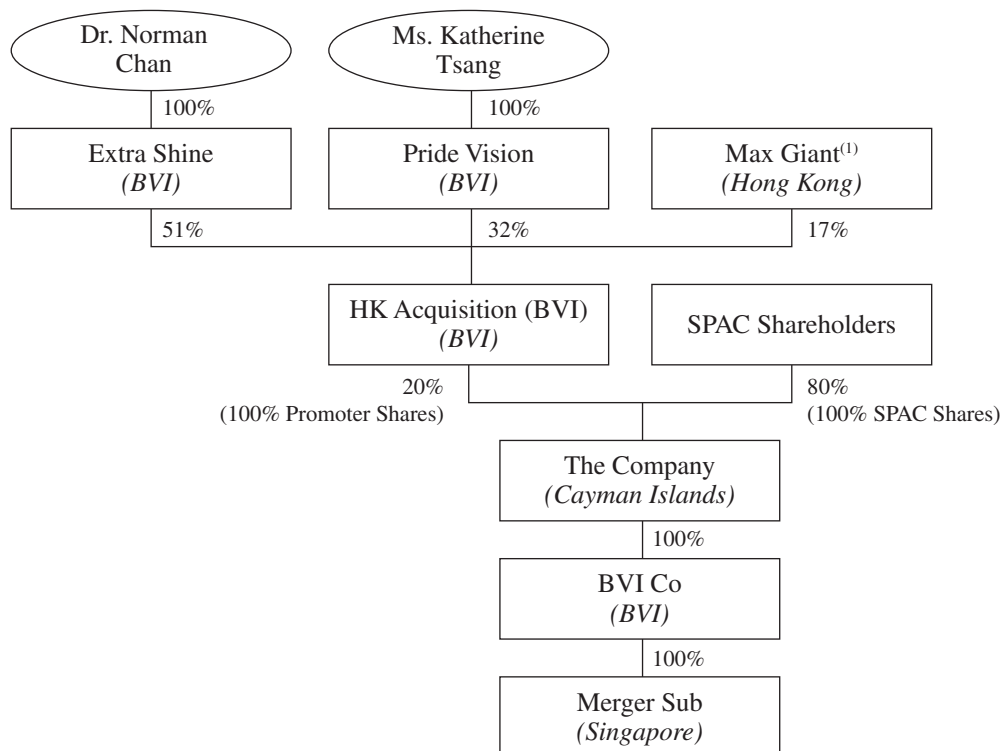 Dr. Norman
Chan
Ms. Katherine
Tsang
100%
100%
Extra Shine
(BVI)
Pride Vision
(BVI)
Max Giant(1)
(Hong Kong)
51%
32%
17%
HK Acquisition (BVI)
(BVI)
SPAC Shareholders
20%
(100% Promoter Shares)
80%
(100% SPAC Shares)
The Company
(Cayman Islands)
100%
BVI Co
(BVI)
100%
Merger Sub
(Singapore)